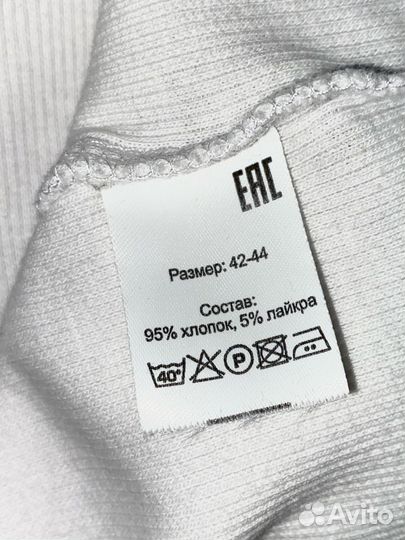 EAC
Размер: 42-44
Состав:
95% хлопок, 5% лайкра
40°
P
Avito